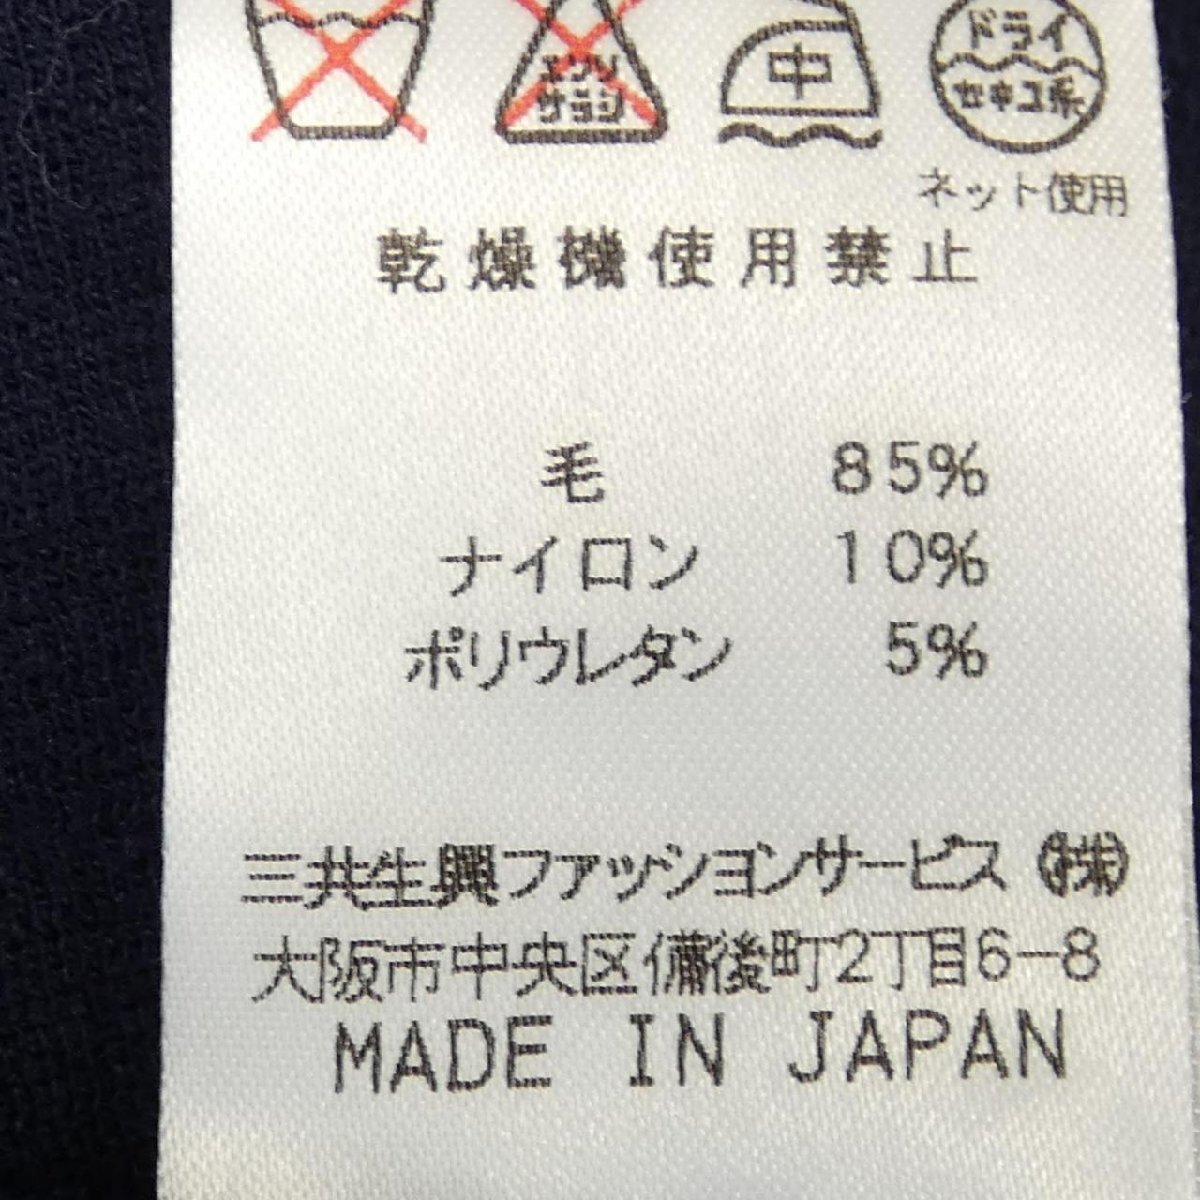 エンソ
サラシ
中
ドライ
セキユ系
ネット使用
乾燥機使用禁止
毛 85%
ナイロン 10%
ポリウレタン 5%
三共生興ファッションサービス(株)
大阪市中央区備後町2丁目6-8
MADE IN JAPAN